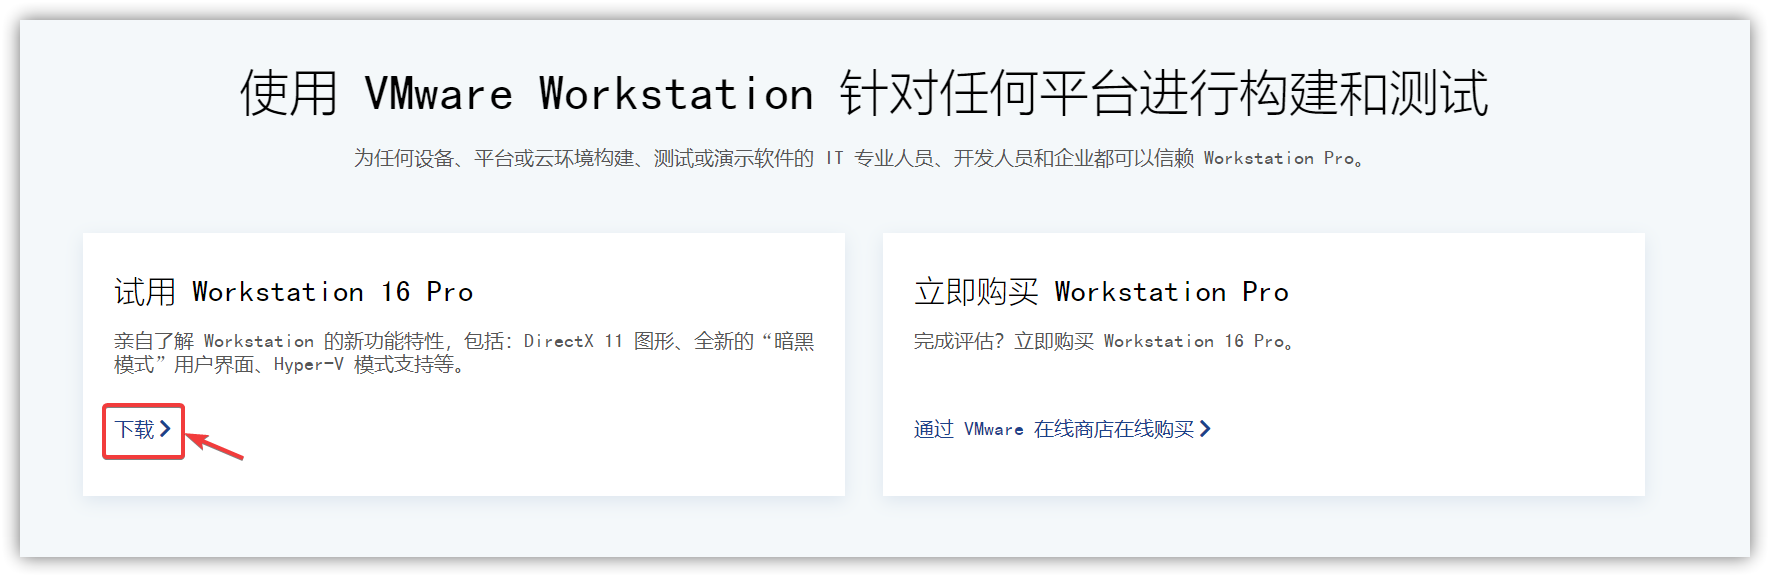 使用 VMware Workstation 针对任何平台进行构建和测试
为任何设备、平台或云环境构建、测试或演示软件的 IT 专业人员、开发人员和企业都可以信赖 Workstation Pro。
试用 Workstation 16 Pro
亲自了解 Workstation 的新功能特性，包括：DirectX 11 图形、全新的“暗黑
模式”用户界面、Hyper-V 模式支持等。
下载
立即购买 Workstation Pro
完成评估？立即购买 Workstation 16 Pro。
通过 VMware 在线商店在线购买